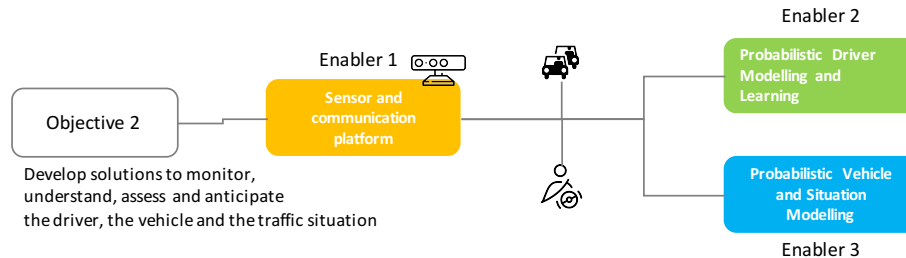 Enabler 2
Enabler 1
Probabilistic Driver
Modelling and
Learning
Sensor and
communication
platform
Objective 2
Develop solutions to monitor,
understand, assess and anticipate
the driver, the vehicle and the traffic situation
Probabilistic Vehicle
and Situation
Modelling
Enabler 3